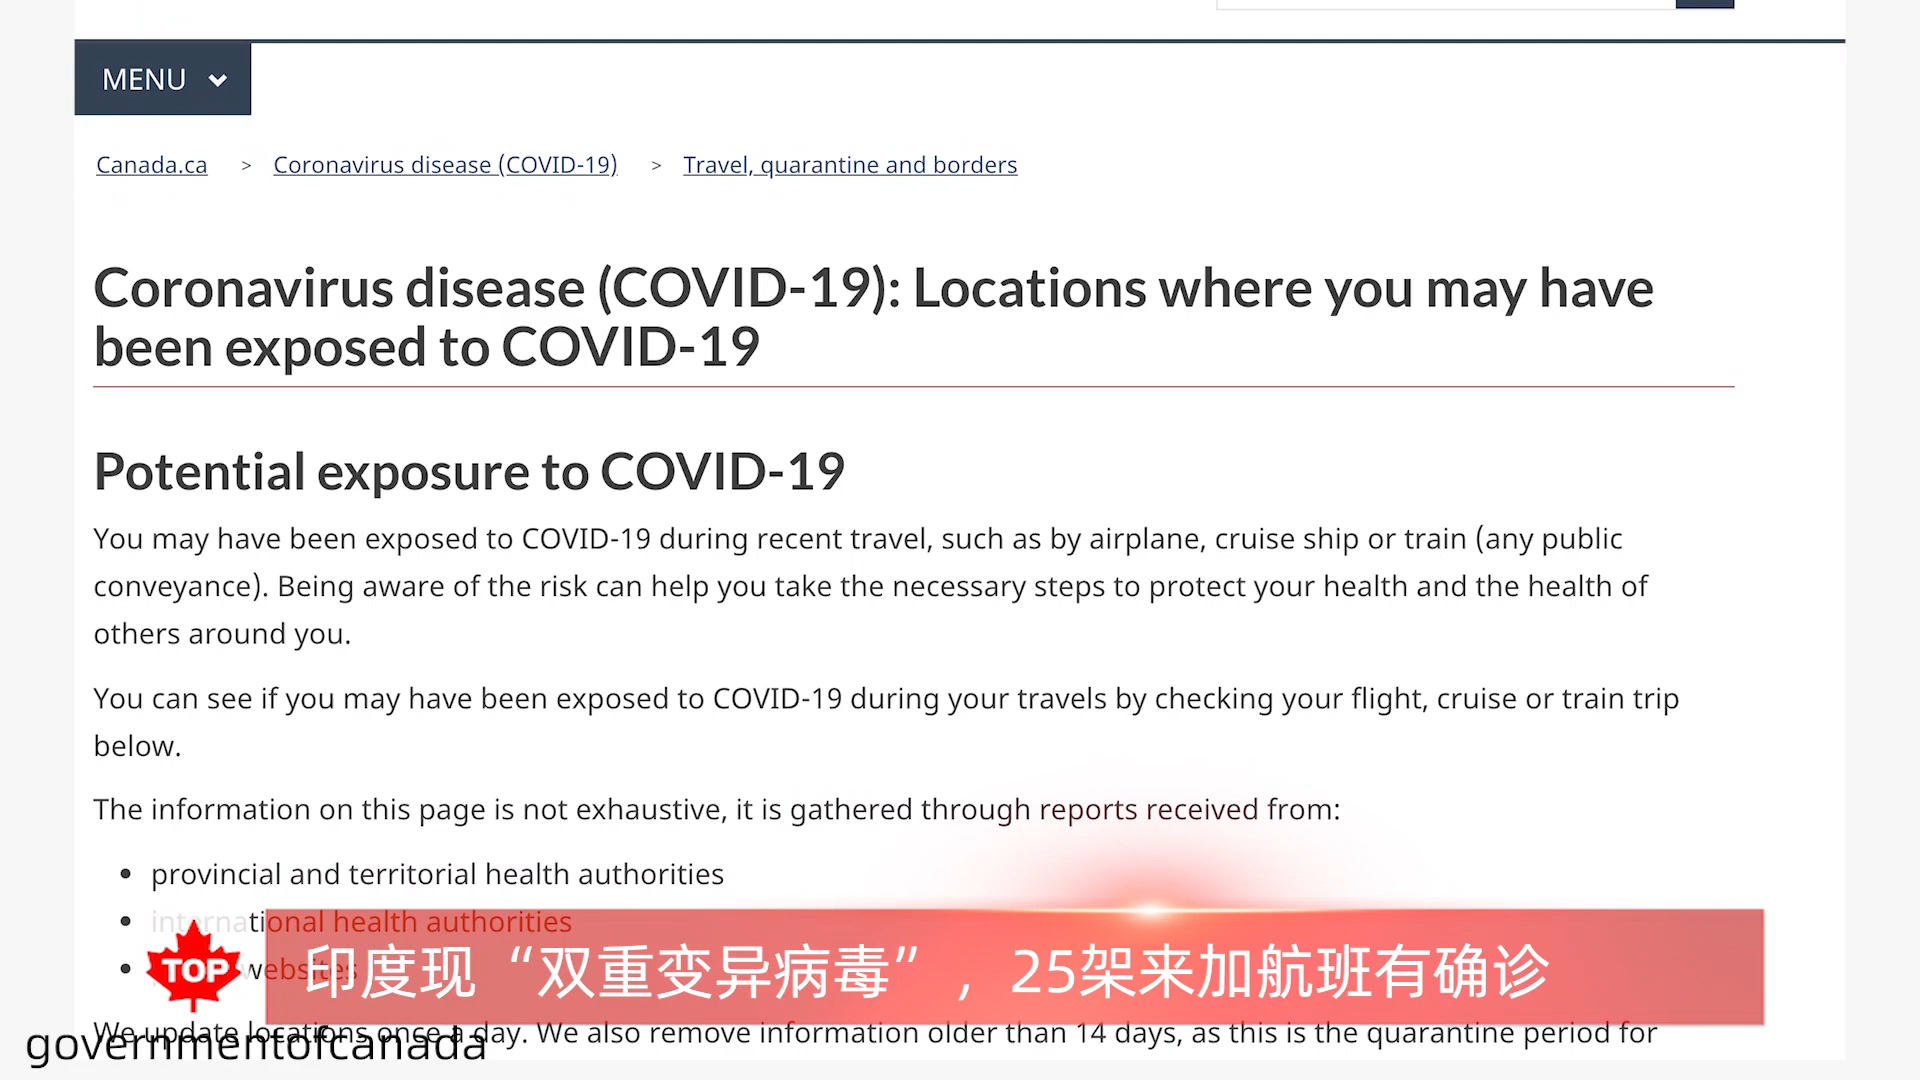 MENU
Canada.ca > Coronavirus disease (COVID-19) > Travel, quarantine and borders
Coronavirus disease (COVID-19): Locations where you may have
been exposed to COVID-19
Potential exposure to COVID-19
You may have been exposed to COVID-19 during recent travel, such as by airplane, cruise ship or train (any public
conveyance). Being aware of the risk can help you take the necessary steps to protect your health and the health of
others around you.
You can see if you may have been exposed to COVID-19 during your travels by checking your flight, cruise or train trip
below.
The information on this page is not exhaustive, it is gathered through reports received from:
• provincial and territorial health authorities
• international health authorities
• websites
TOP 印度现“双重变异病毒”，25架来加航班有确诊
We update locations once a day. We also remove information older than 14 days, as this is the quarantine period for
governmentofcanada